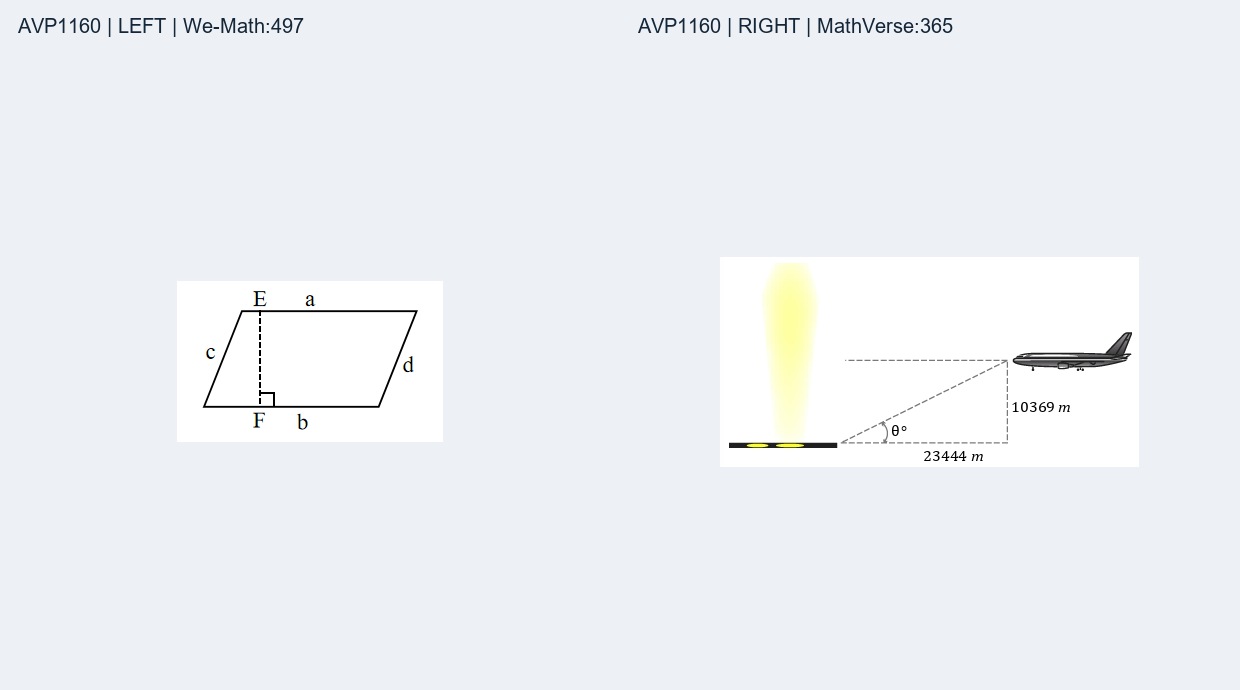 AVP1160 | LEFT | We-Math:497
AVP1160 | RIGHT | MathVerse:365
E a
c
d
F b
θ°
10369 m
23444 m